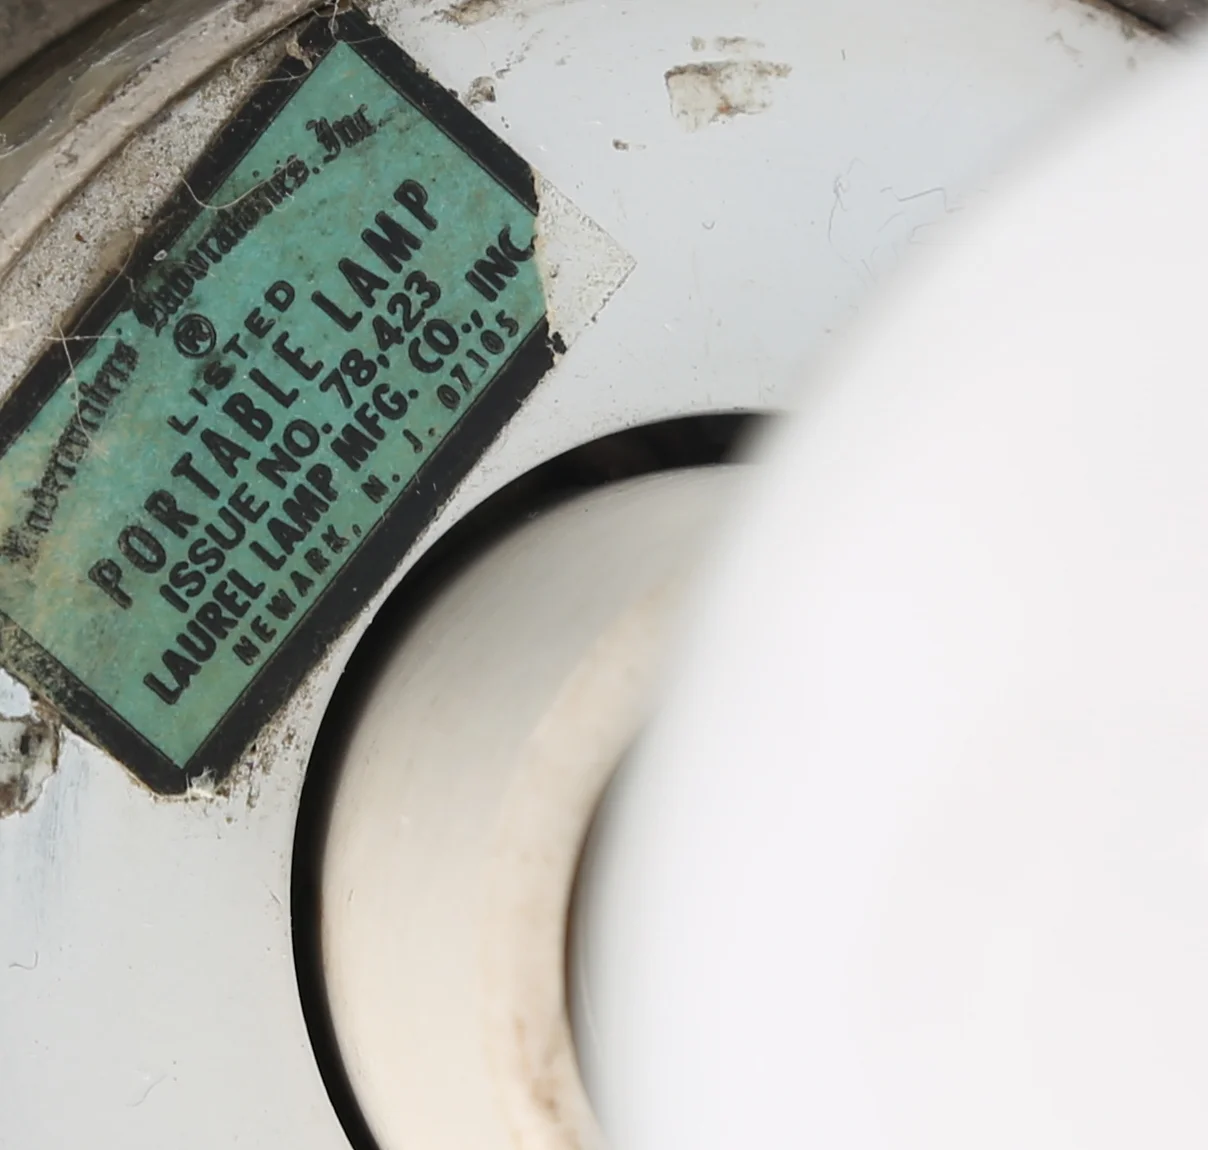 Underwriters' Laboratories, Inc.
®
LISTED
PORTABLE LAMP
ISSUE NO. 78,423
LAUREL LAMP MFG. CO., INC.
NEWARK, N. J. 07105